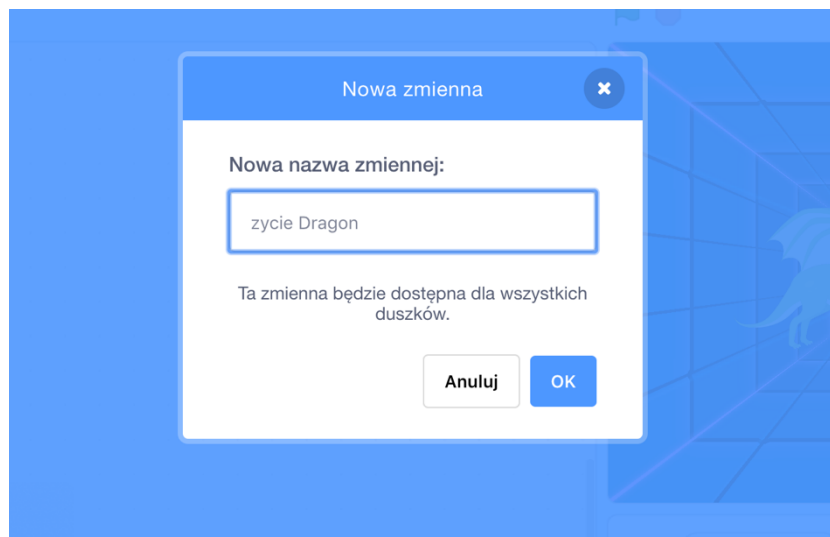 Nowa zmienna
Nowa nazwa zmiennej:
zycie Dragon
Ta zmienna będzie dostępna dla wszystkich
duszków.
Anuluj
OK